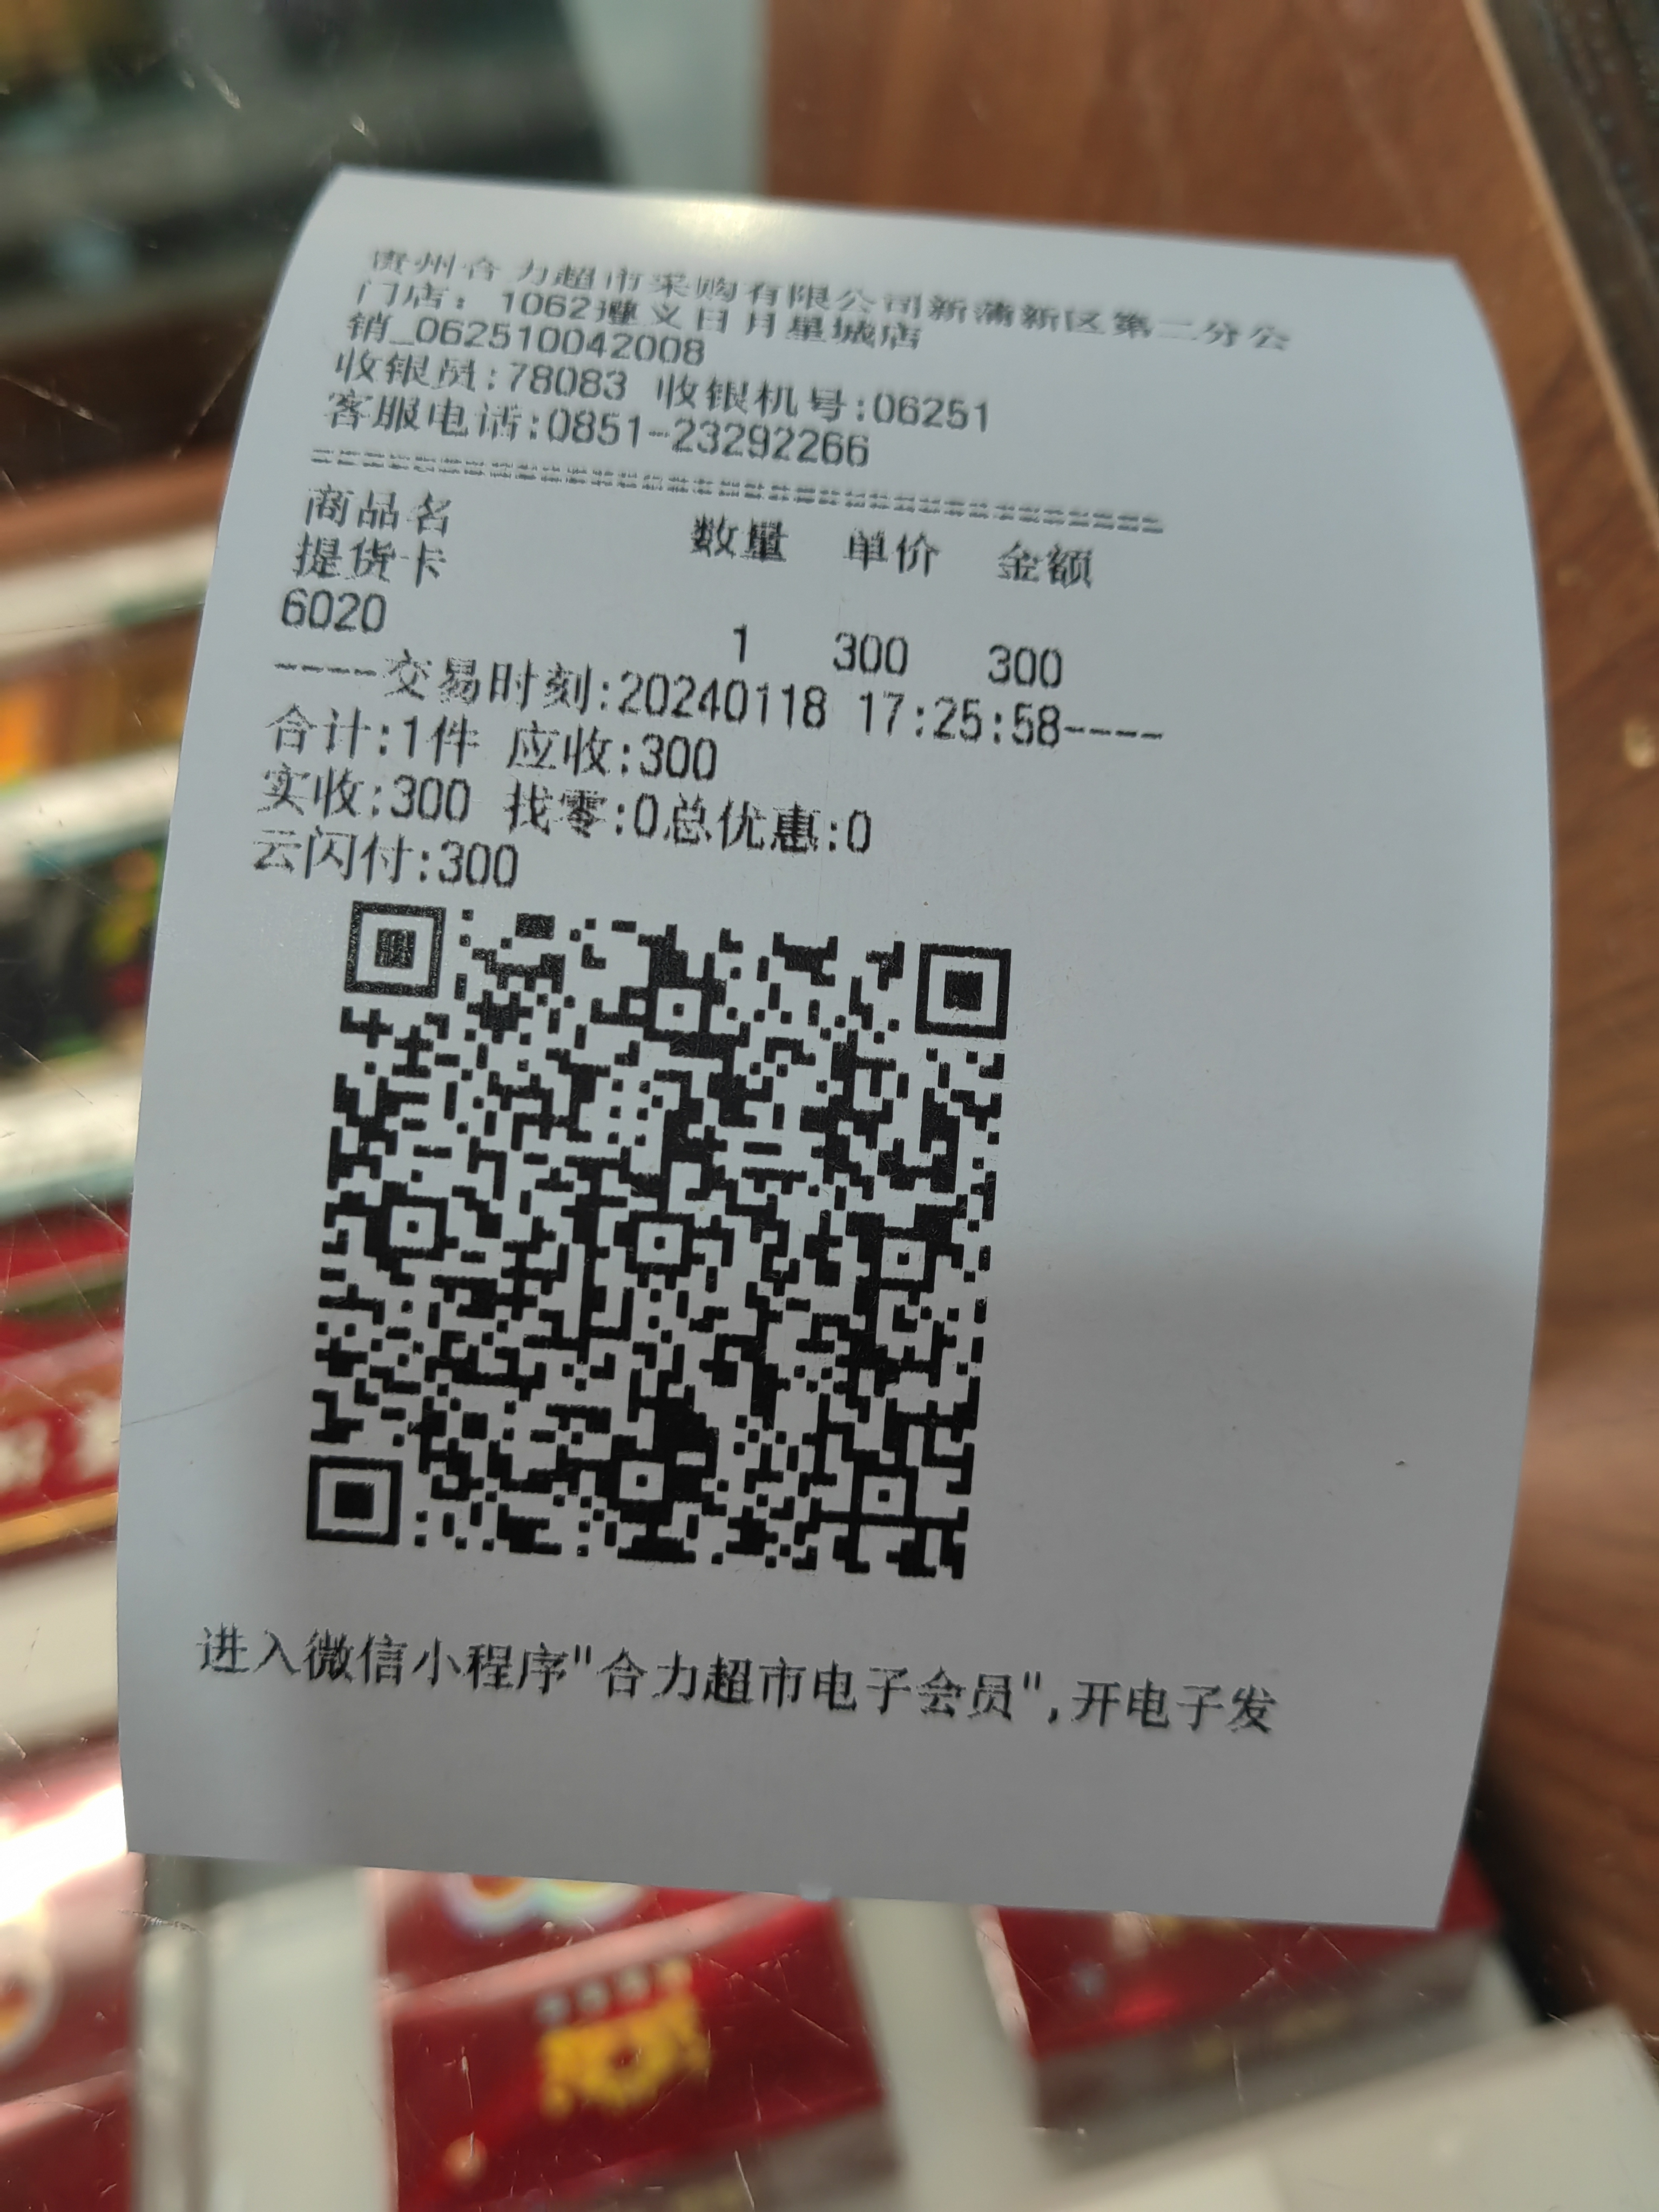 贵州合力超市采购有限公司新蒲新区第二分公
门店：1062遵义日月星城店
销_062510042008
收银员:78083 收银机号:06251
客服电话:0851-23292266
================================
商品名 数量 单价 金额
提货卡
6020 1 300 300
----交易时刻:20240118 17:25:58----
合计:1件 应收:300
实收:300 找零:0总优惠:0
云闪付:300
进入微信小程序"合力超市电子会员",开电子发